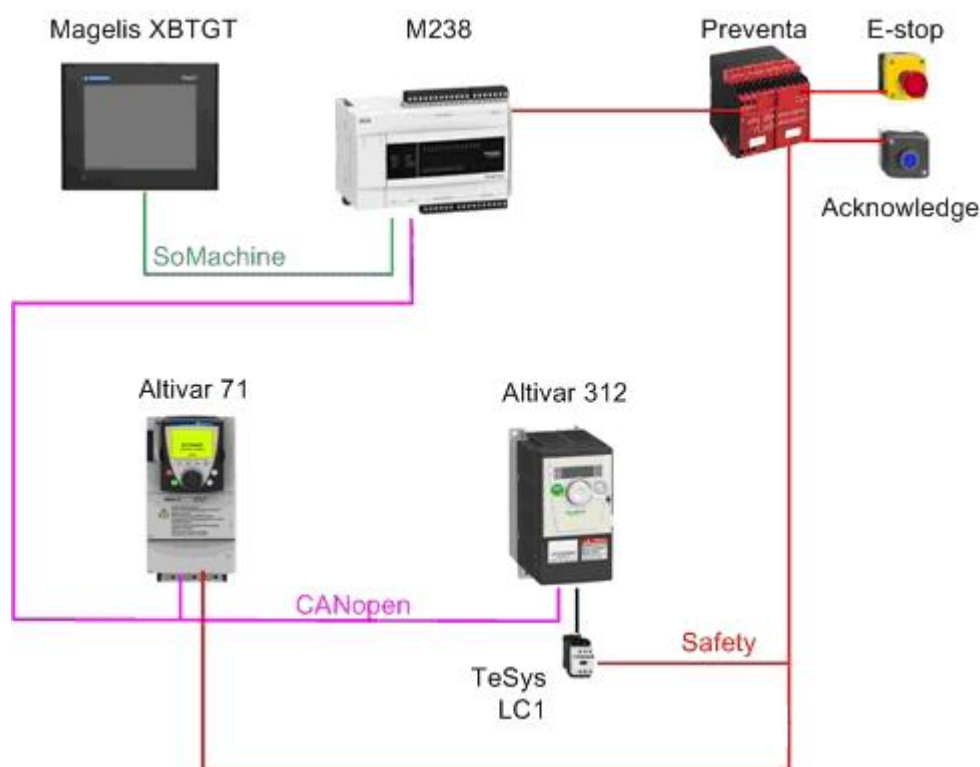 Magelis XBTGT
M238
Preventa
E-stop
Acknowledge
SoMachine
Altivar 71
Altivar 312
CANopen
Safety
TeSys
LC1